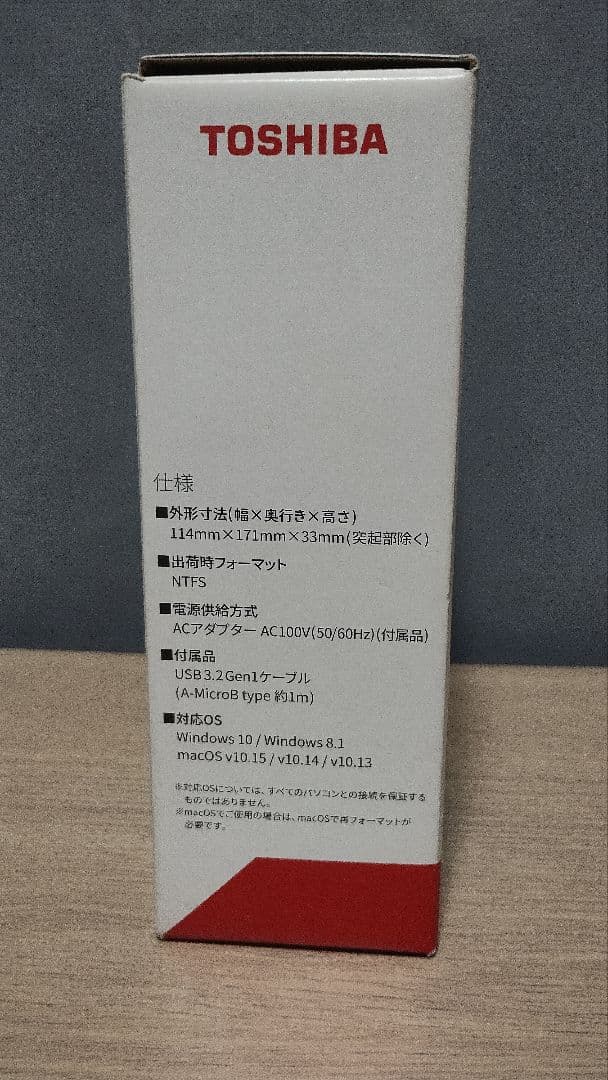 TOSHIBA
仕様
■外形寸法(幅×奥行き×高さ)
114mm×171mm×33mm(突起部除く)
■出荷時フォーマット
NTFS
■電源供給方式
ACアダプター AC100V(50/60Hz)(付属品)
■付属品
USB3.2Gen1ケーブル
(A-MicroB type 約1m)
■対応OS
Windows 10 / Windows 8.1
macOS v10.15 / v10.14 / v10.13
※対応OSについては、すべてのパソコンとの接続を保証する
ものではありません。
※macOSでご使用の場合は、macOSで再フォーマットが
必要です。